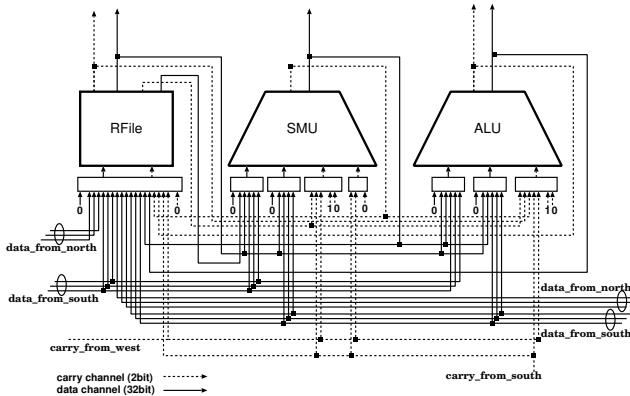 RFile
SMU
ALU
0 0 0 0 10 0 0 0 10
data_from_north
data_from_south
data_from_north
data_from_south
carry_from_west
carry_from_south
carry channel (2bit)
data channel (32bit)